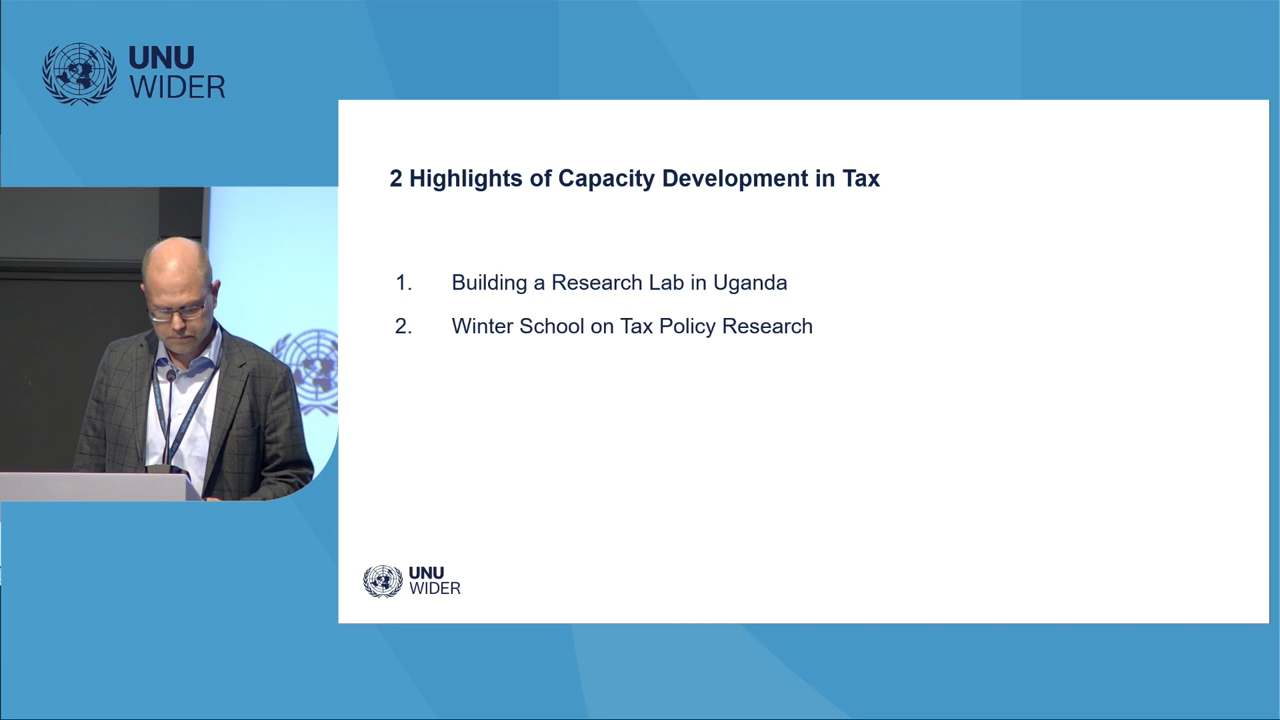 UNU
WIDER
2 Highlights of Capacity Development in Tax
1. Building a Research Lab in Uganda
2. Winter School on Tax Policy Research
UNU
WIDER